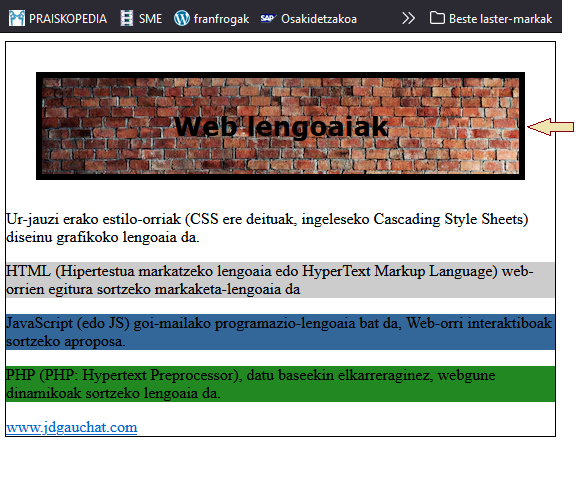 PRAISKOPEDIA SME franfrogak SAP Osakidetzakoa Beste laster-markak
Web lengoaiak
Ur-jauzi erako estilo-orriak (CSS ere deituak, ingeleseko Cascading Style Sheets)
diseinu grafikoko lengoaia da.
HTML (Hipertestua markatzeko lengoaia edo HyperText Markup Language) web-
orrien egitura sortzeko markaketa-lengoaia da
JavaScript (edo JS) goi-mailako programazio-lengoaia bat da, Web-orri interaktiboak
sortzeko aproposa.
PHP (PHP: Hypertext Preprocessor), datu baseekin elkarreraginez, webgune
dinamikoak sortzeko lengoaia da.
www.jdgauchat.com